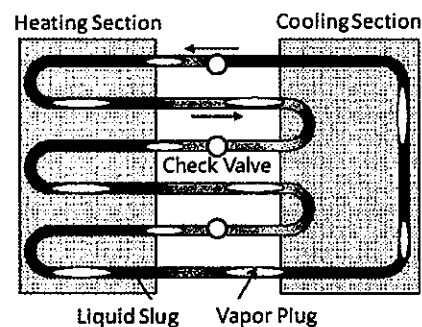 Heating Section
Cooling Section
Check Valve
Liquid Slug
Vapor Plug